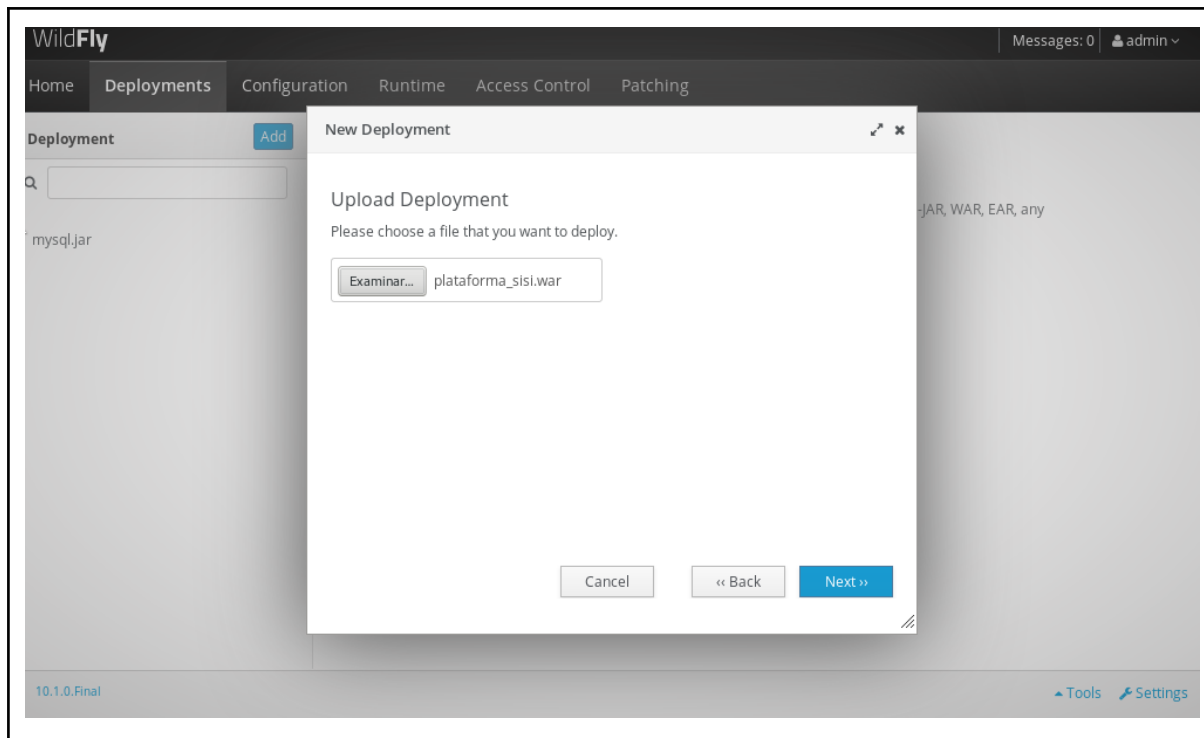 WildFly
Messages: 0 admin
Home Deployments Configuration Runtime Access Control Patching
Deployment Add
New Deployment
mysql.jar
Upload Deployment
Please choose a file that you want to deploy.
Examinar... plataforma_sisi.war
-JAR, WAR, EAR, any
Cancel ‹‹ Back Next ››
10.1.0.Final
Tools Settings